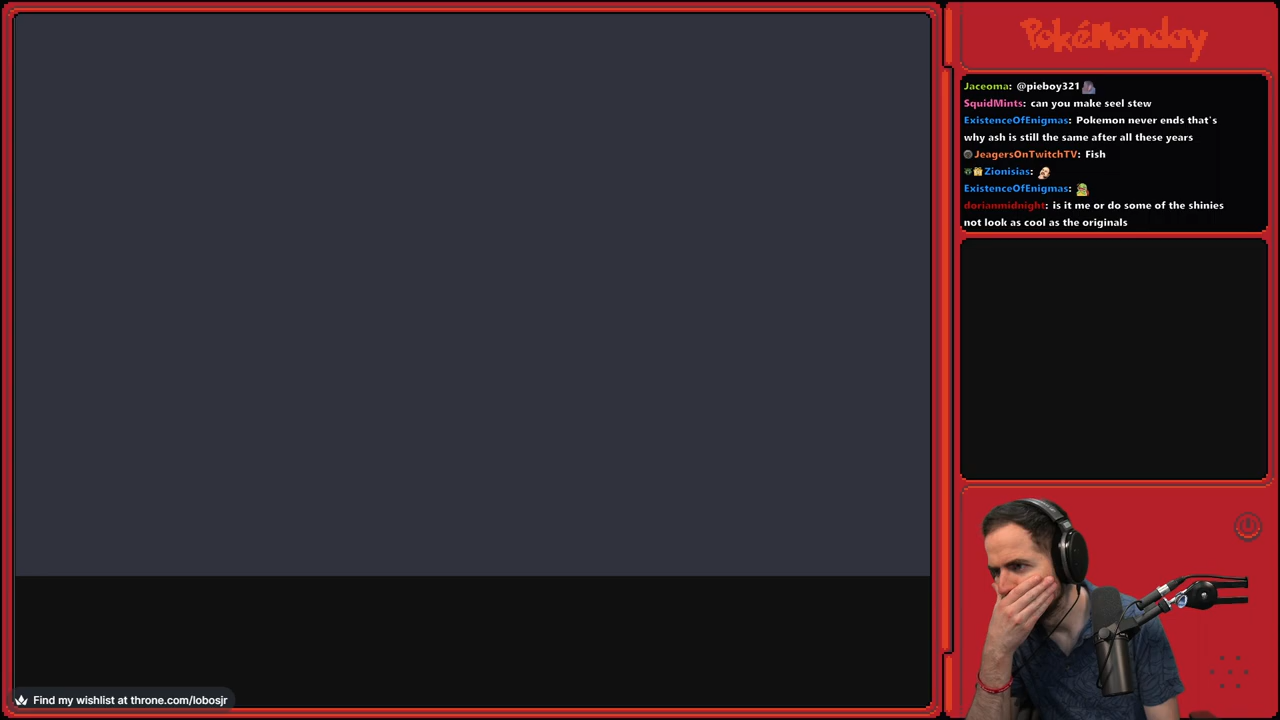 PokéMonday
Jaceoma: @pieboy321
SquidMints: can you make seel stew
ExistenceOfEnigmas: Pokemon never ends that's
why ash is still the same after all these years
JeagersOnTwitchTV: Fish
Zionisias:
ExistenceOfEnigmas:
dorianmidnight: is it me or do some of the shinies
not look as cool as the originals
Find my wishlist at throne.com/lobosjr